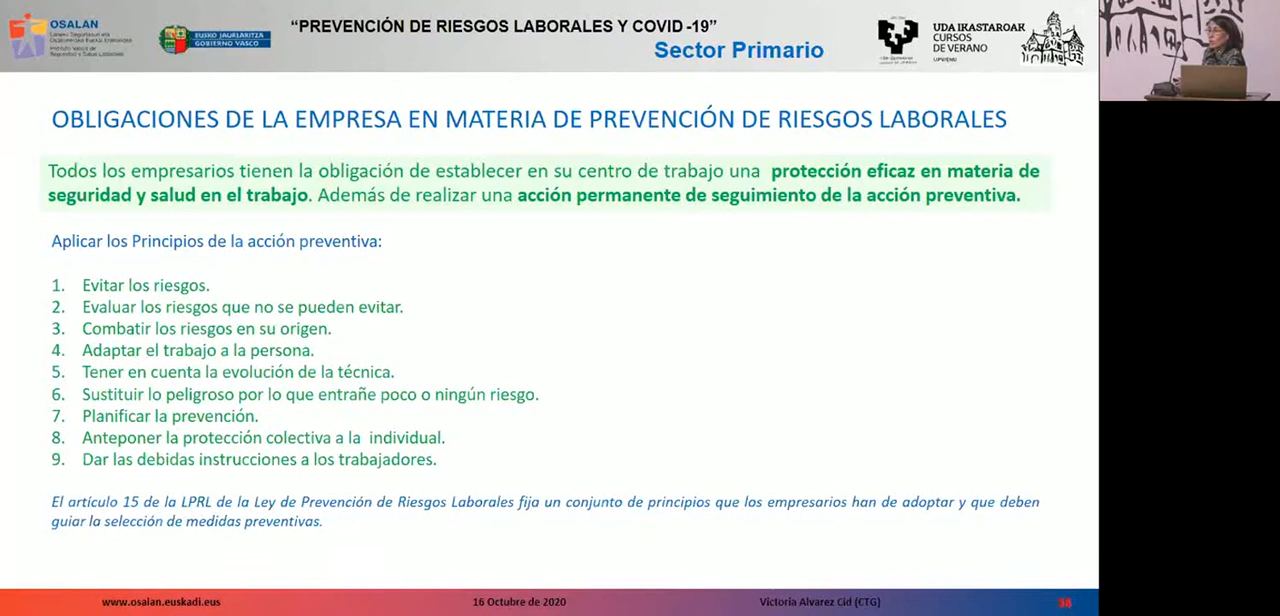 OSALAN
EUSKO JAURLARITZA
GOBIERNO VASCO
“PREVENCIÓN DE RIESGOS LABORALES Y COVID -19”
Sector Primario
UDA IKASTAROAK
CURSOS
DE VERANO
UPV/EHU
OBLIGACIONES DE LA EMPRESA EN MATERIA DE PREVENCIÓN DE RIESGOS LABORALES
Todos los empresarios tienen la obligación de establecer en su centro de trabajo una protección eficaz en materia de
seguridad y salud en el trabajo. Además de realizar una acción permanente de seguimiento de la acción preventiva.
Aplicar los Principios de la acción preventiva:
1. Evitar los riesgos.
2. Evaluar los riesgos que no se pueden evitar.
3. Combatir los riesgos en su origen.
4. Adaptar el trabajo a la persona.
5. Tener en cuenta la evolución de la técnica.
6. Sustituir lo peligroso por lo que entrañe poco o ningún riesgo.
7. Planificar la prevención.
8. Anteponer la protección colectiva a la individual.
9. Dar las debidas instrucciones a los trabajadores.
El artículo 15 de la LPRL de la Ley de Prevención de Riesgos Laborales fija un conjunto de principios que los empresarios han de adoptar y que deben
guiar la selección de medidas preventivas.
www.osalan.euskadi.eus
16 Octubre de 2020
Victoria Alvarez Cid (CTG)
38